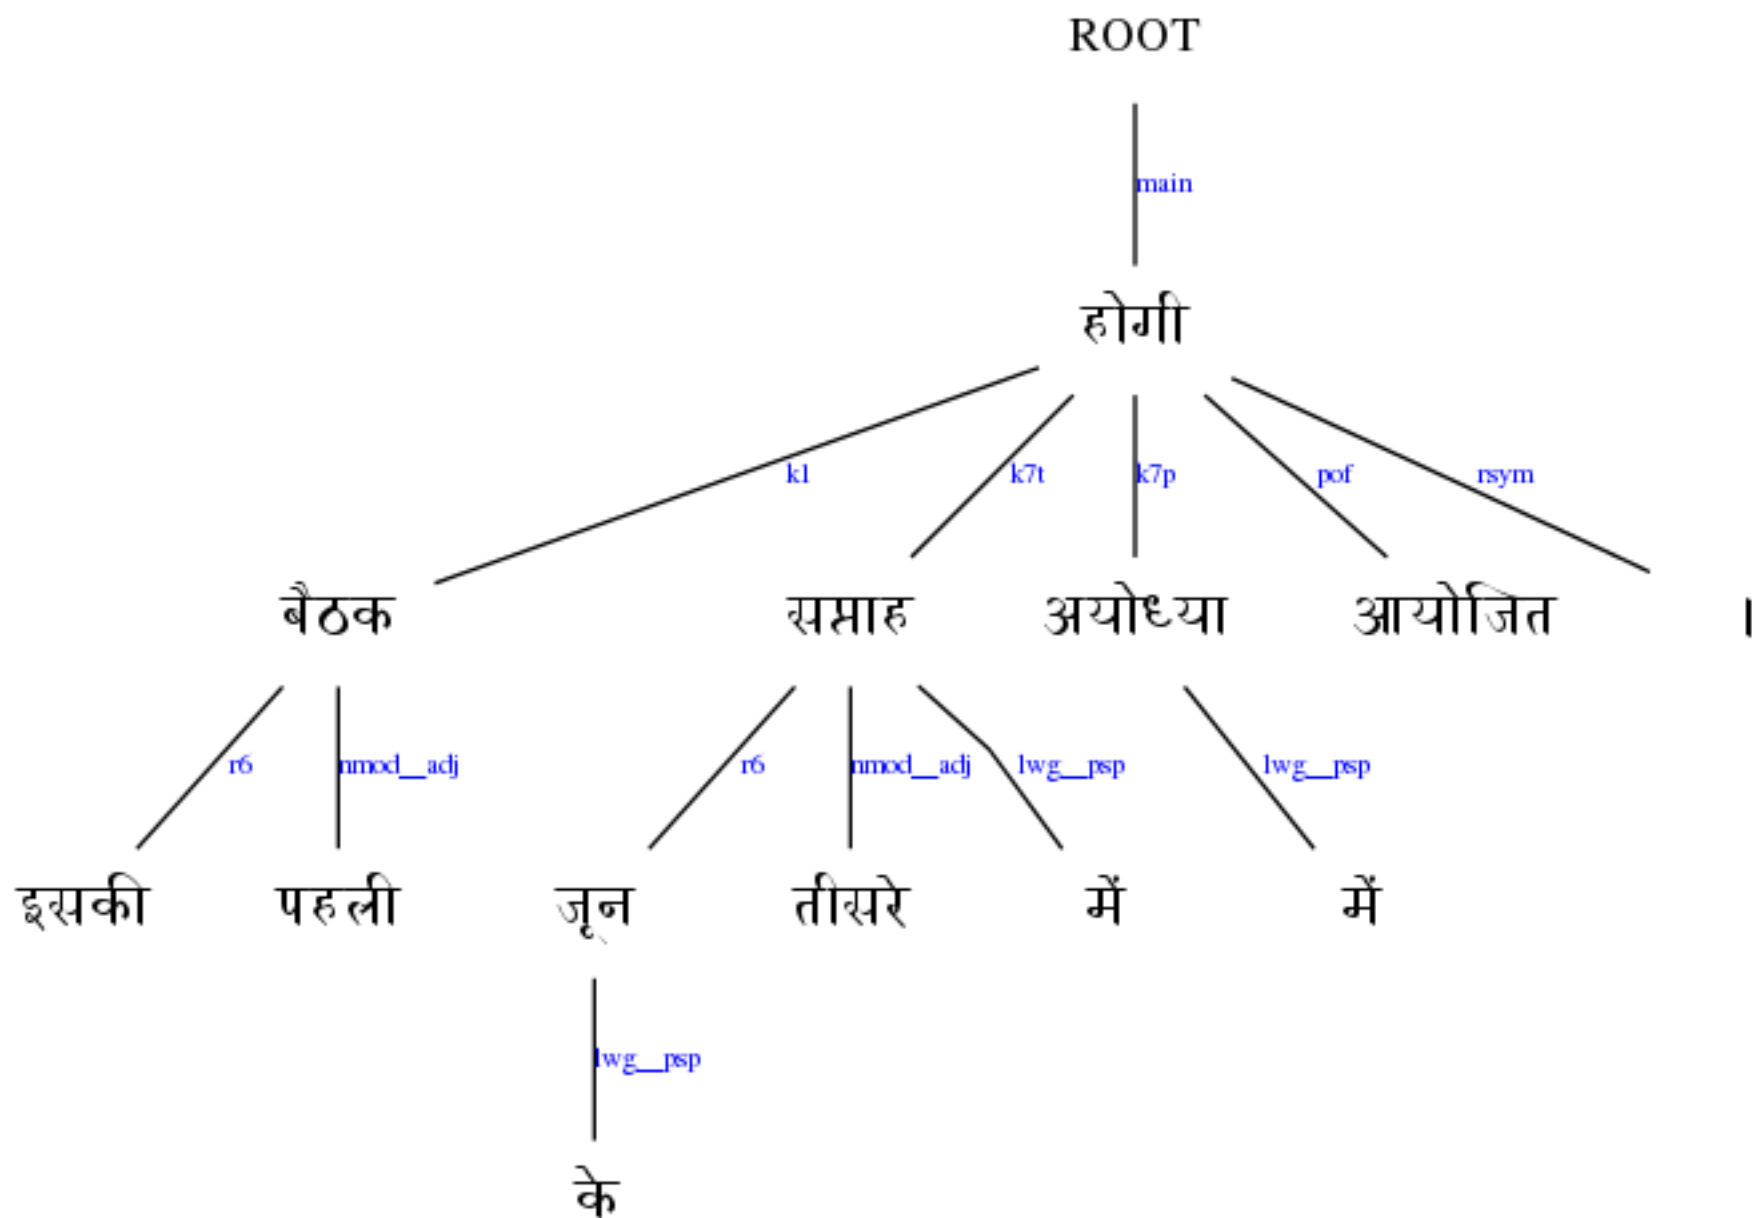 ROOT
main
होगी
k1 k7t k7p pof rsym
बैठक सप्ताह अयोध्या आयोजित ।
r6 nmod__adj r6 nmod__adj lwg__psp lwg__psp
इसकी पहली जून तीसरे में में
lwg__psp
के